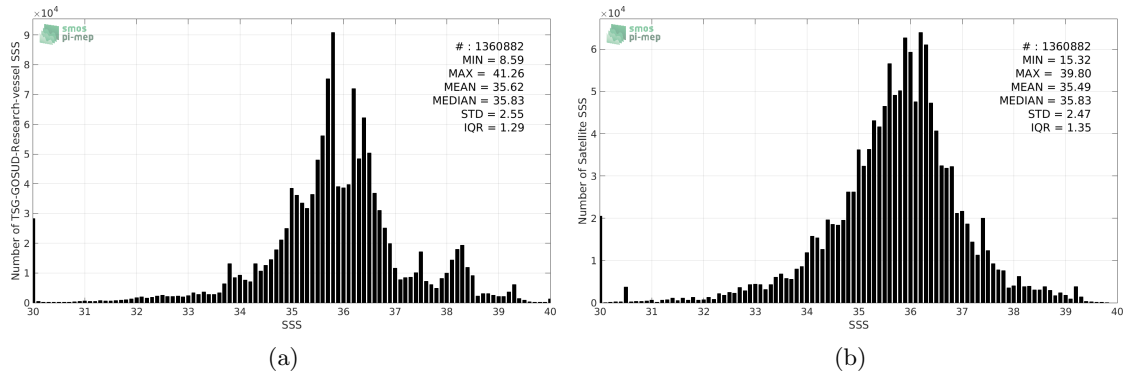 ×10⁴
smos
pi-mep
# : 1360882
MIN = 8.59
MAX = 41.26
MEAN = 35.62
MEDIAN = 35.83
STD = 2.55
IQR = 1.29
Number of TSG-GOSUD-Research-vessel SSS
9
8
7
6
5
4
3
2
1
0
30 31 32 33 34 35 36 37 38 39 40
SSS
(a)
×10⁴
smos
pi-mep
# : 1360882
MIN = 15.32
MAX = 39.80
MEAN = 35.49
MEDIAN = 35.83
STD = 2.47
IQR = 1.35
Number of Satellite SSS
6
5
4
3
2
1
0
30 31 32 33 34 35 36 37 38 39 40
SSS
(b)